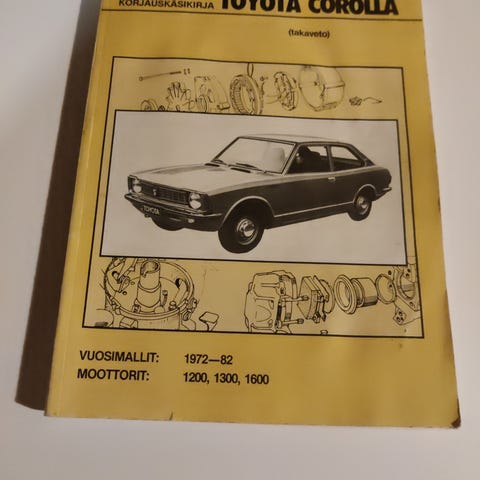 KORJAUSKÄSIKIRJA TOYOTA COROLLA
(takaveto)
TOYOTA
VUOSIMALLIT: 1972—82
MOOTTORIT: 1200, 1300, 1600